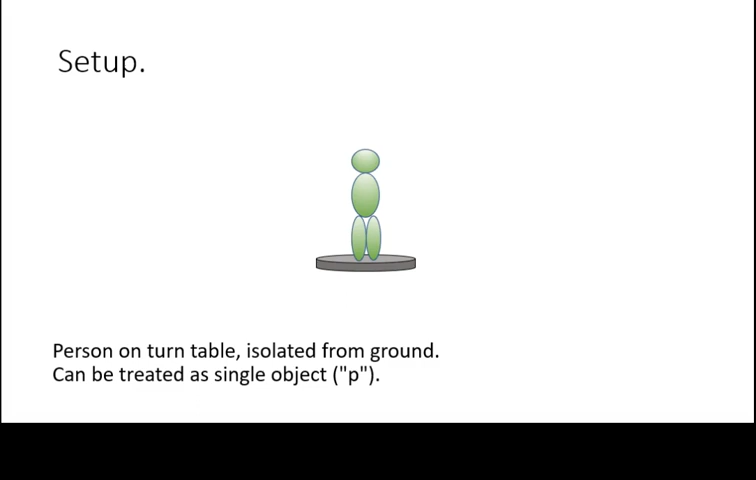 Setup.
Person on turn table, isolated from ground.
Can be treated as single object ("p").